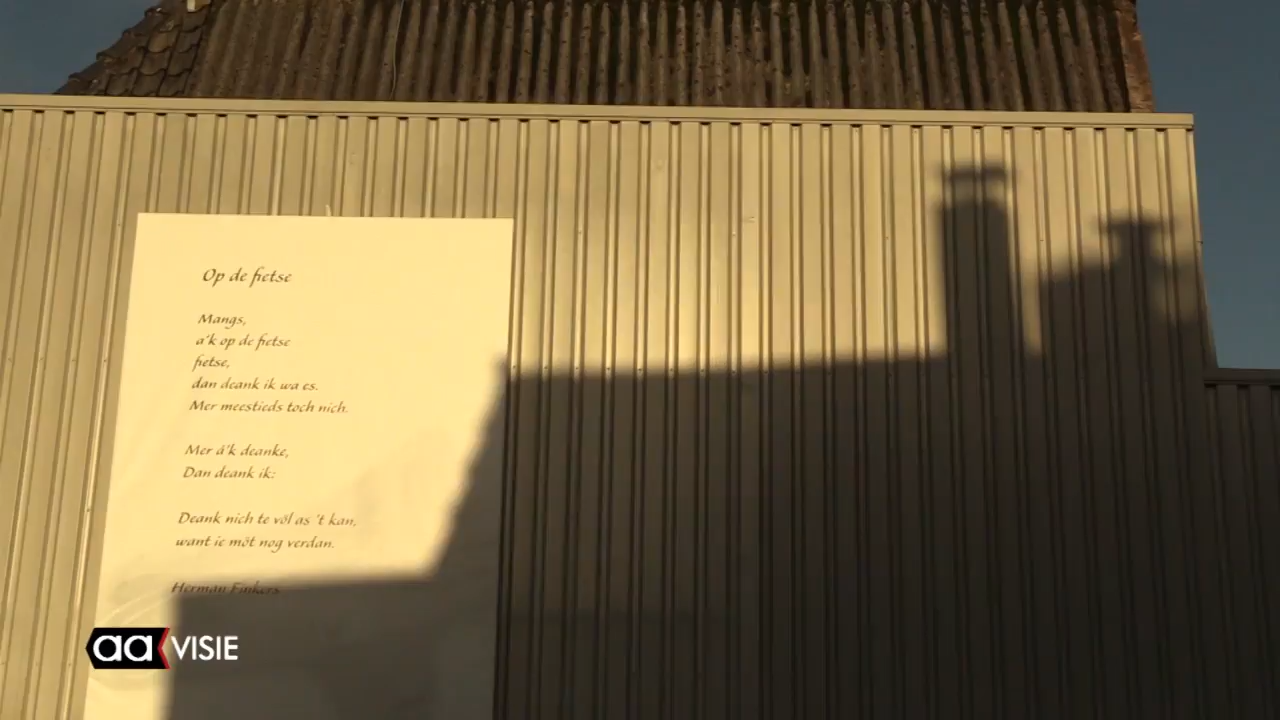 Op de fietse
Mangs,
a'k op de fietse
fietse,
dan deank ik wa es.
Mer meestieds toch nich.
Mer á'k deanke,
Dan deank ik:
Deank nich te völ as 't kan,
want ie möt nog verdan.
Herman Finkers
aa VISIE